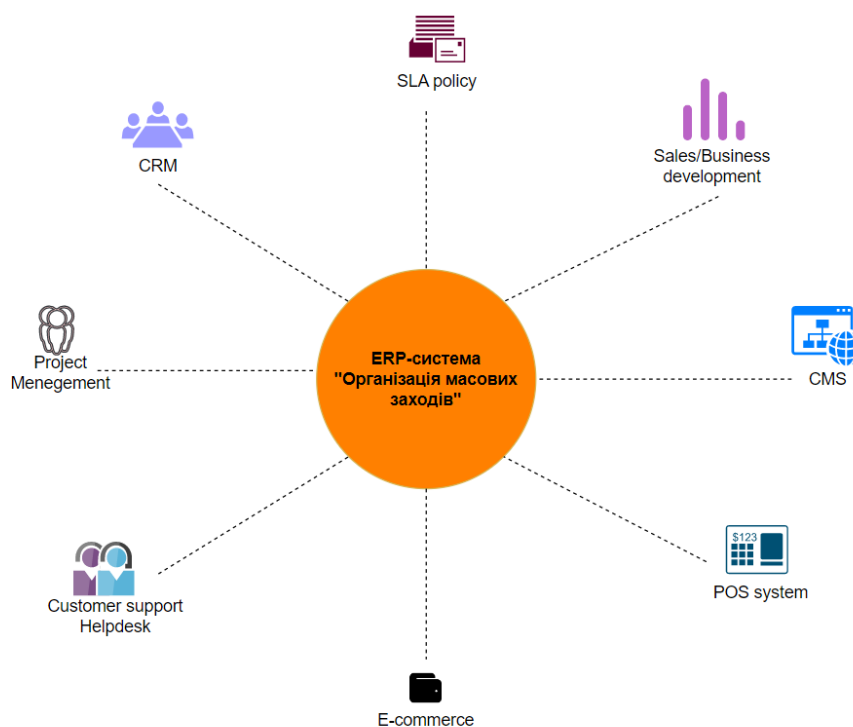 SLA policy
CRM
Sales/Business
development
ERP-система
"Організація масових
заходів"
Project
Menegement
CMS
$123
POS system
Customer support
Helpdesk
E-commerce